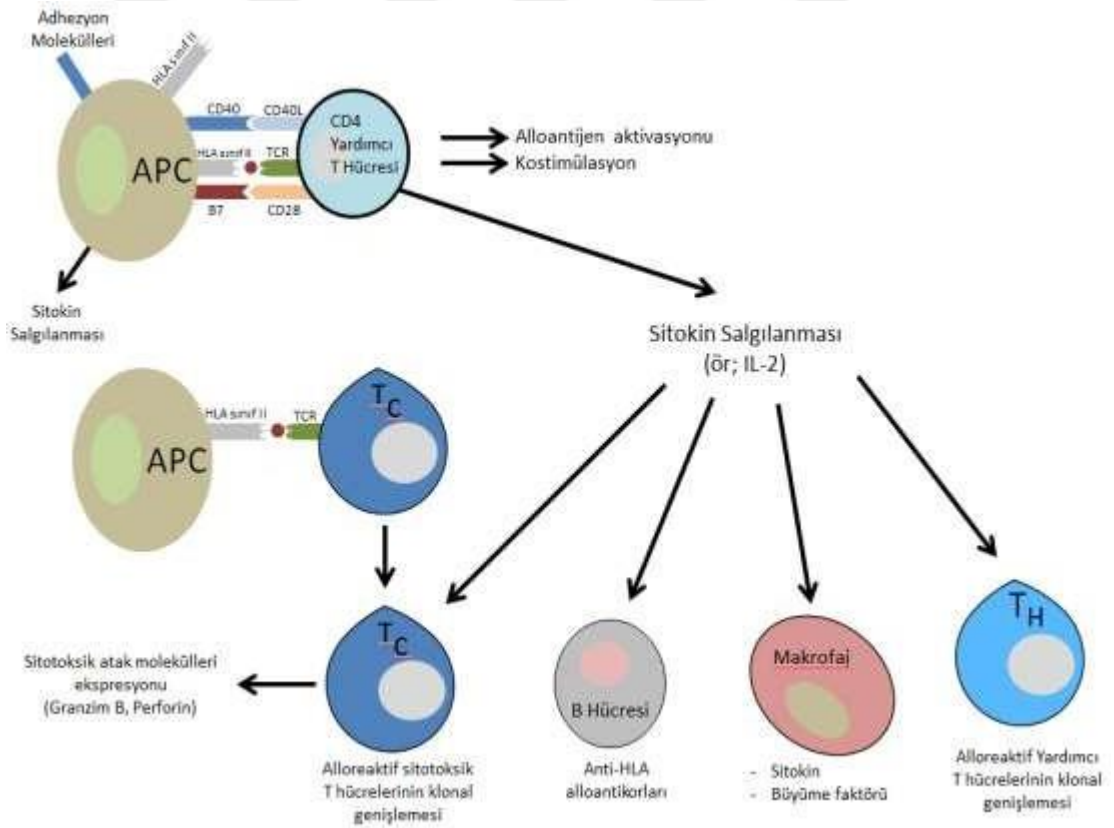 Adhezyon
Molekülleri
HLA sınıf II
CD40
CD40L
APC
HLA sınıf II
TCR
CD4
Yardımcı
T Hücresi
B7
CD28
Alloantijen aktivasyonu
Kostimülasyon
Sitokin
Salgılanması
Sitokin Salgılanması
(ör; IL-2)
APC
HLA sınıf II
TCR
TC
TC
Sitotoksik atak molekülleri
ekspresyonu
(Granzim B, Perforin)
Alloreaktif sitotoksik
T hücrelerinin klonal
genişlemesi
B Hücresi
Anti-HLA
alloantikorları
Makrofaj
- Sitokin
- Büyüme faktörü
TH
Alloreaktif Yardımcı
T hücrelerinin klonal
genişlemesi